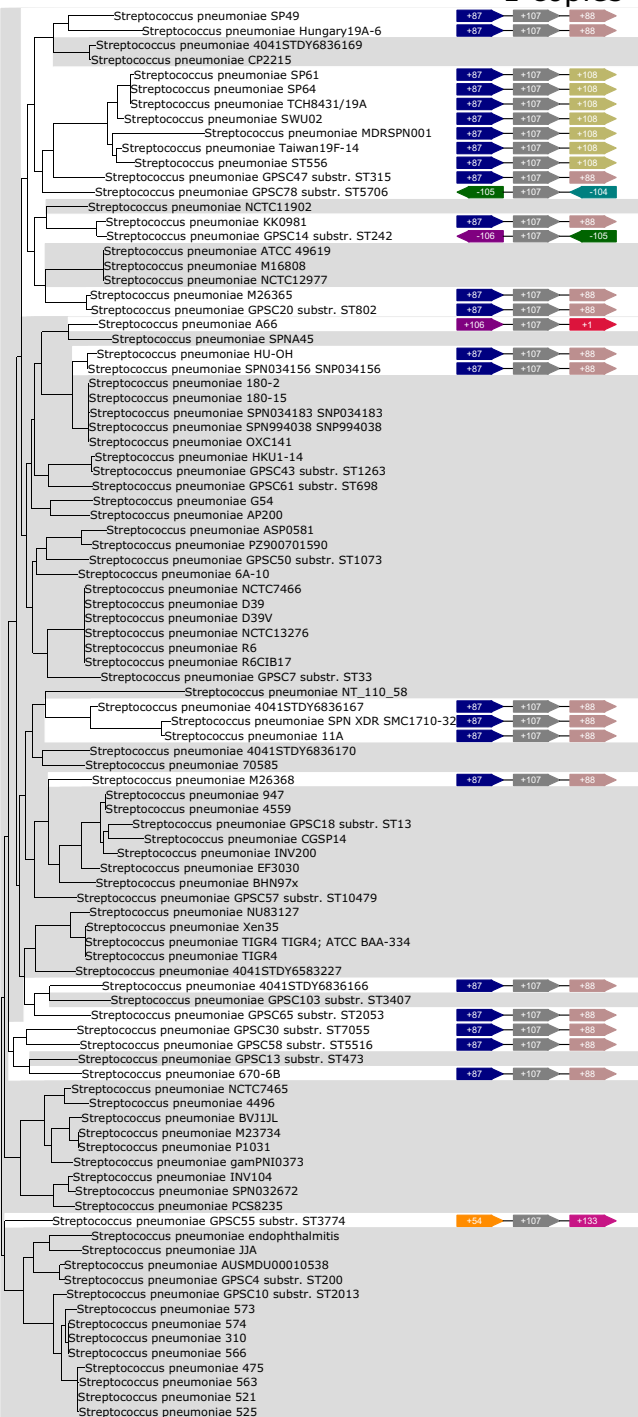 Streptococcus pneumoniae SP49 +87 +107 +88
Streptococcus pneumoniae Hungary19A-6 +87 +107 +88
Streptococcus pneumoniae 4041STDY6836169
Streptococcus pneumoniae CP2215
Streptococcus pneumoniae SP61 +87 +107 +108
Streptococcus pneumoniae SP64 +87 +107 +108
Streptococcus pneumoniae TCH8431/19A +87 +107 +108
Streptococcus pneumoniae SWU02 +87 +107 +108
Streptococcus pneumoniae MDRSPN001 +87 +107 +108
Streptococcus pneumoniae Taiwan19F-14 +87 +107 +108
Streptococcus pneumoniae ST556 +87 +107 +108
Streptococcus pneumoniae GPSC47 substr. ST315 +87 +107 +88
Streptococcus pneumoniae GPSC78 substr. ST5706 -105 +107 -104
Streptococcus pneumoniae NCTC11902
Streptococcus pneumoniae KK0981 +87 +107 +88
Streptococcus pneumoniae GPSC14 substr. ST242 -106 +107 -105
Streptococcus pneumoniae ATCC 49619
Streptococcus pneumoniae M16808
Streptococcus pneumoniae NCTC12977
Streptococcus pneumoniae M26365 +87 +107 +88
Streptococcus pneumoniae GPSC20 substr. ST802 +87 +107 +88
Streptococcus pneumoniae A66 +106 +107 +1
Streptococcus pneumoniae SPNA45
Streptococcus pneumoniae HU-OH +87 +107 +88
Streptococcus pneumoniae SPN034156 SNP034156 +87 +107 +88
Streptococcus pneumoniae 180-2
Streptococcus pneumoniae 180-15
Streptococcus pneumoniae SPN034183 SNP034183
Streptococcus pneumoniae SPN994038 SNP994038
Streptococcus pneumoniae OXC141
Streptococcus pneumoniae HKU1-14
Streptococcus pneumoniae GPSC43 substr. ST1263
Streptococcus pneumoniae GPSC61 substr. ST698
Streptococcus pneumoniae G54
Streptococcus pneumoniae AP200
Streptococcus pneumoniae ASP0581
Streptococcus pneumoniae PZ900701590
Streptococcus pneumoniae GPSC50 substr. ST1073
Streptococcus pneumoniae 6A-10
Streptococcus pneumoniae NCTC7466
Streptococcus pneumoniae D39
Streptococcus pneumoniae D39V
Streptococcus pneumoniae NCTC13276
Streptococcus pneumoniae R6
Streptococcus pneumoniae R6CIB17
Streptococcus pneumoniae GPSC7 substr. ST33
Streptococcus pneumoniae NT_110_58
Streptococcus pneumoniae 4041STDY6836167 +87 +107 +88
Streptococcus pneumoniae SPN XDR SMC1710-32 +87 +107 +88
Streptococcus pneumoniae 11A +87 +107 +88
Streptococcus pneumoniae 4041STDY6836170
Streptococcus pneumoniae 70585
Streptococcus pneumoniae M26368 +87 +107 +88
Streptococcus pneumoniae 947
Streptococcus pneumoniae 4559
Streptococcus pneumoniae GPSC18 substr. ST13
Streptococcus pneumoniae CGSP14
Streptococcus pneumoniae INV200
Streptococcus pneumoniae EF3030
Streptococcus pneumoniae BHN97x
Streptococcus pneumoniae GPSC57 substr. ST10479
Streptococcus pneumoniae NU83127
Streptococcus pneumoniae Xen35
Streptococcus pneumoniae TIGR4 TIGR4; ATCC BAA-334
Streptococcus pneumoniae TIGR4
Streptococcus pneumoniae 4041STDY6583227
Streptococcus pneumoniae 4041STDY6836166 +87 +107 +88
Streptococcus pneumoniae GPSC103 substr. ST3407
Streptococcus pneumoniae GPSC65 substr. ST2053 +87 +107 +88
Streptococcus pneumoniae GPSC30 substr. ST7055 +87 +107 +88
Streptococcus pneumoniae GPSC58 substr. ST5516 +87 +107 +88
Streptococcus pneumoniae GPSC13 substr. ST473
Streptococcus pneumoniae 670-6B +87 +107 +88
Streptococcus pneumoniae NCTC7465
Streptococcus pneumoniae 4496
Streptococcus pneumoniae BVJ1JL
Streptococcus pneumoniae M23734
Streptococcus pneumoniae P1031
Streptococcus pneumoniae gamPNI0373
Streptococcus pneumoniae INV104
Streptococcus pneumoniae SPN032672
Streptococcus pneumoniae PCS8235
Streptococcus pneumoniae GPSC55 substr. ST3774 +54 +107 +133
Streptococcus pneumoniae endophthalmitis
Streptococcus pneumoniae JJA
Streptococcus pneumoniae AUSMDU00010538
Streptococcus pneumoniae GPSC4 substr. ST200
Streptococcus pneumoniae GPSC10 substr. ST2013
Streptococcus pneumoniae 573
Streptococcus pneumoniae 574
Streptococcus pneumoniae 310
Streptococcus pneumoniae 566
Streptococcus pneumoniae 475
Streptococcus pneumoniae 563
Streptococcus pneumoniae 521
Streptococcus pneumoniae 525